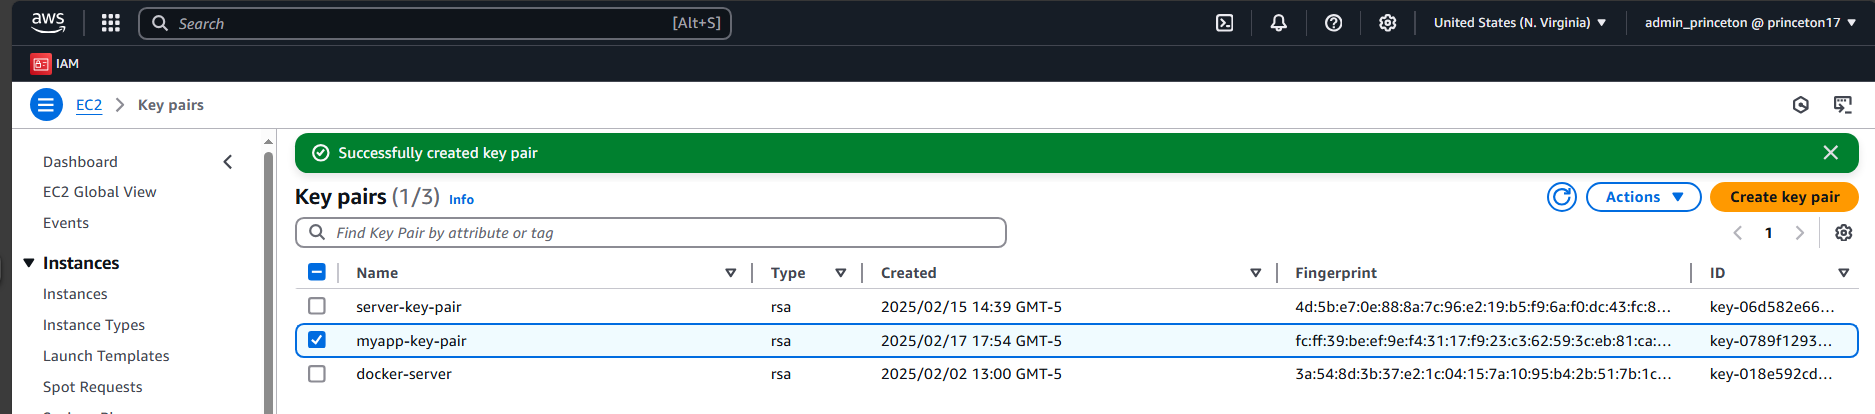 aws Search [Alt+S] United States (N. Virginia) ▼ admin_princeton @ princeton17 ▼
IAM
EC2 > Key pairs
Dashboard
EC2 Global View
Events
Instances
Instances
Instance Types
Launch Templates
Spot Requests
Successfully created key pair
Key pairs (1/3) Info Actions ▼ Create key pair
Find Key Pair by attribute or tag < 1 >
Name Type Created Fingerprint ID
server-key-pair rsa 2025/02/15 14:39 GMT-5 4d:5b:e7:0e:88:8a:7c:96:e2:19:b5:f9:6a:f0:dc:43:fc:8... key-06d582e66...
myapp-key-pair rsa 2025/02/17 17:54 GMT-5 fc:ff:39:be:ef:9e:f4:31:17:f9:23:c3:62:59:3c:eb:81:ca:... key-0789f1293...
docker-server rsa 2025/02/02 13:00 GMT-5 3a:54:8d:3b:37:e2:1c:04:15:7a:10:95:b4:2b:51:7b:1c... key-018e592cd...